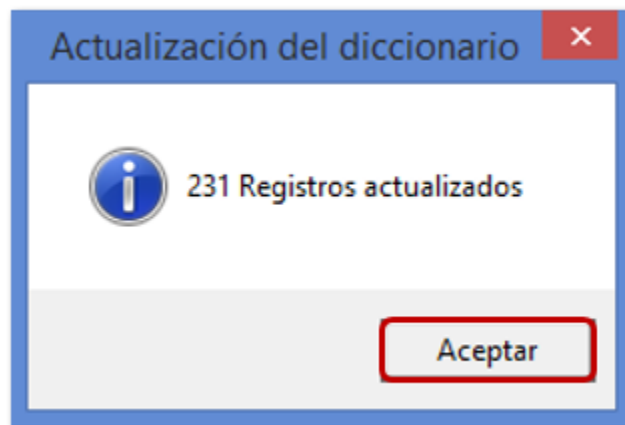 Actualización del diccionario
231 Registros actualizados
Aceptar